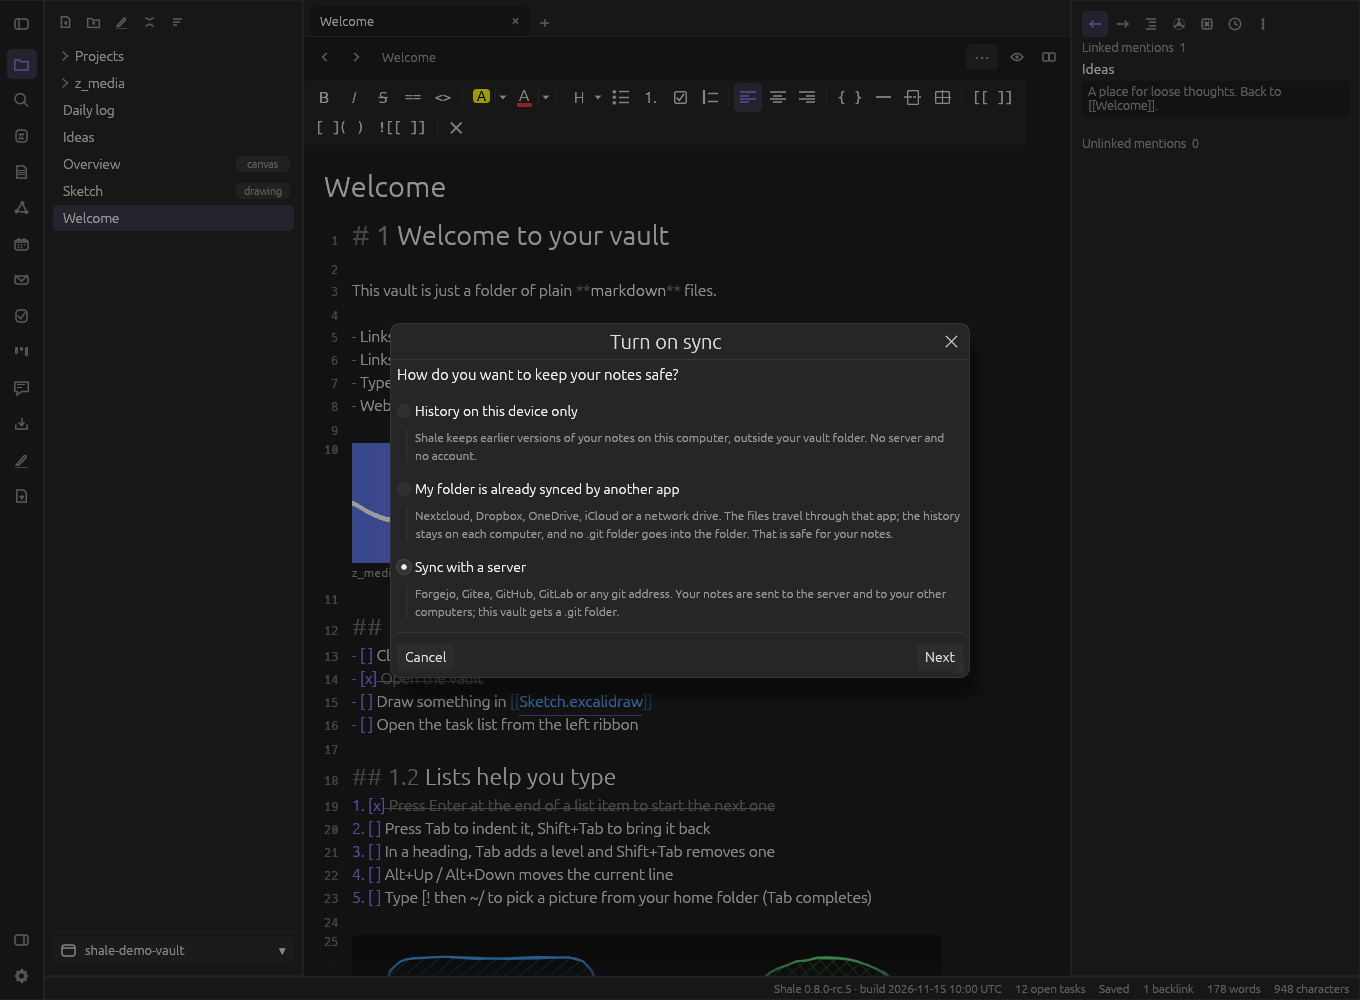 Welcome
×
+
Projects
z_media
Daily log
Ideas
Overview
canvas
Sketch
drawing
Welcome
shale-demo-vault
Welcome
B I S == <> A A H 1. { } [[ ]]
[ ]( ) ![[ ]]
Welcome
1 # 1 Welcome to your vault
2
3 This vault is just a folder of plain **markdown** files.
4
5 - Links
6 - Links
7 - Type
8 - Web
9
10
z_medi
11
12 ##
13 - [ ] Cl
14 - [x] Open the vault
15 - [ ] Draw something in [[Sketch.excalidraw]]
16 - [ ] Open the task list from the left ribbon
17
18 ## 1.2 Lists help you type
19 1. [x] Press Enter at the end of a list item to start the next one
20 2. [ ] Press Tab to indent it, Shift+Tab to bring it back
21 3. [ ] In a heading, Tab adds a level and Shift+Tab removes one
22 4. [ ] Alt+Up / Alt+Down moves the current line
23 5. [ ] Type [! then ~/ to pick a picture from your home folder (Tab completes)
24
25
Turn on sync
How do you want to keep your notes safe?
History on this device only
Shale keeps earlier versions of your notes on this computer, outside your vault folder. No server and
no account.
My folder is already synced by another app
Nextcloud, Dropbox, OneDrive, iCloud or a network drive. The files travel through that app; the history
stays on each computer, and no .git folder goes into the folder. That is safe for your notes.
Sync with a server
Forgejo, Gitea, GitHub, GitLab or any git address. Your notes are sent to the server and to your other
computers; this vault gets a .git folder.
Cancel
Next
Linked mentions 1
Ideas
A place for loose thoughts. Back to
[[Welcome]].
Unlinked mentions 0
Shale 0.8.0-rc.5 · build 2026-11-15 10:00 UTC 12 open tasks Saved 1 backlink 178 words 948 characters